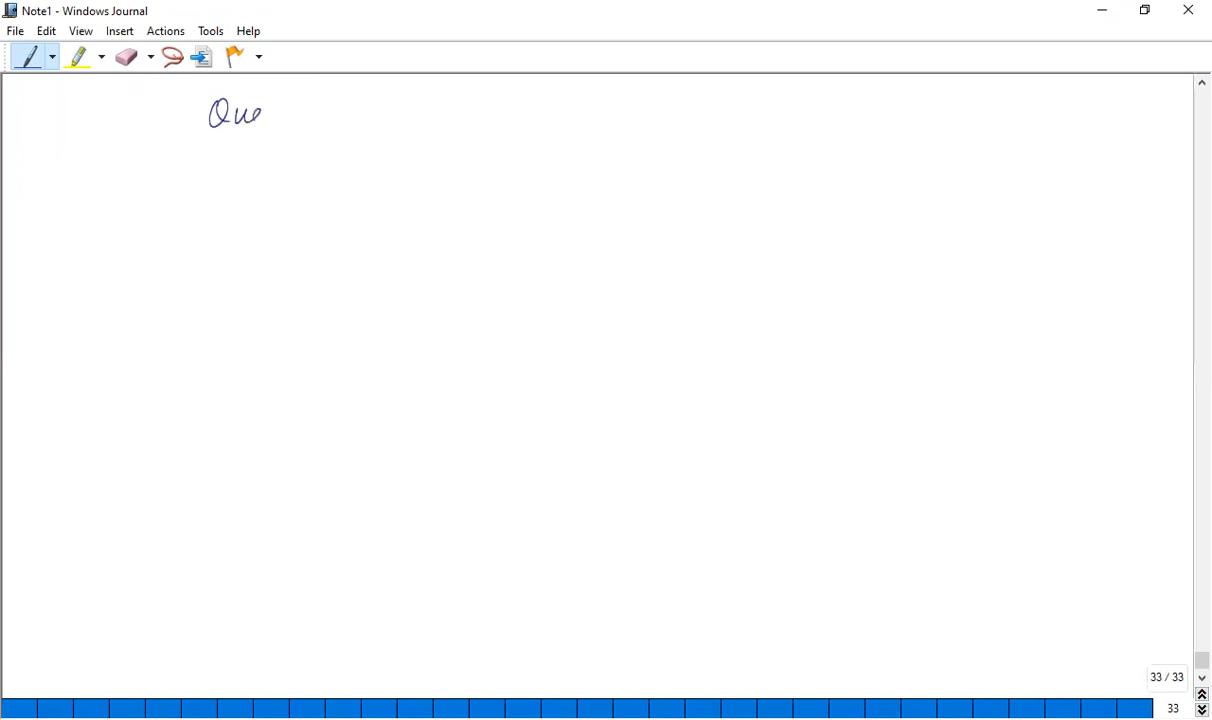 Note1 - Windows Journal
File Edit View Insert Actions Tools Help
Que
33 / 33
33